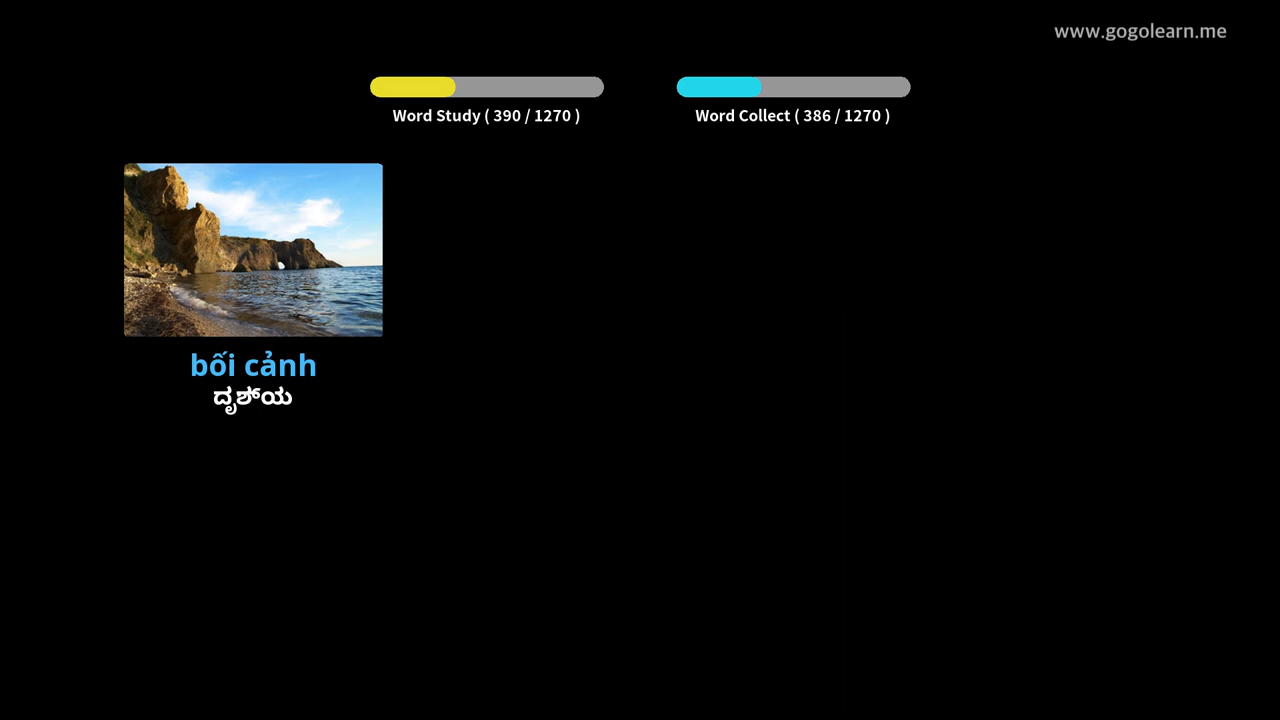 www.gogolearn.me
Word Study ( 390 / 1270 )
Word Collect ( 386 / 1270 )
bối cảnh
ದೃಶ್ಯ